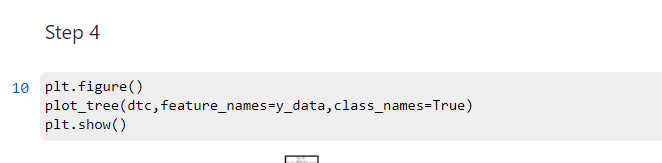 Step 4
10
plt.figure()
plot_tree(dtc,feature_names=y_data,class_names=True)
plt.show()